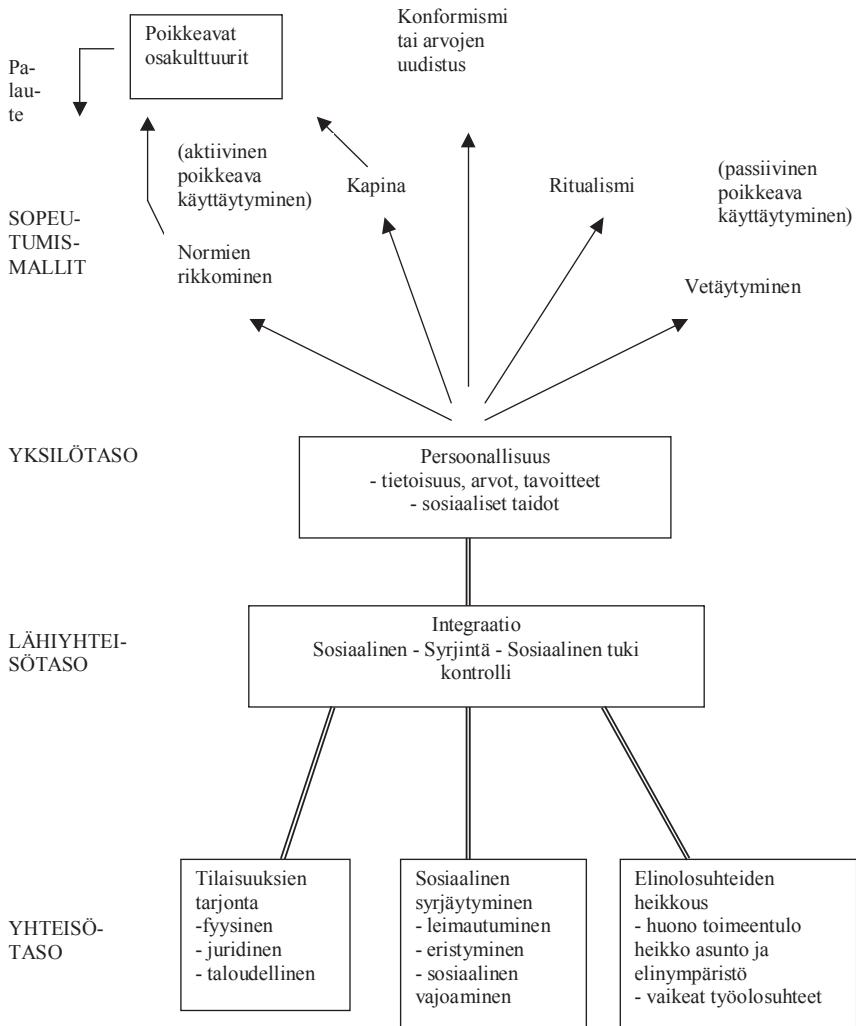 Poikkeavat
osakulttuurit
Konformismi
tai arvojen
uudistus
Pa-
lau-
te
(aktiivinen
poikkeava
käyttäytyminen)
Kapina
Ritualismi
(passiivinen
poikkeava
käyttäytyminen)
SOPEU-
TUMIS-
MALLIT
Normien
rikkominen
Vetäytyminen
YKSILÖTASO
Persoonallisuus
- tietoisuus, arvot, tavoitteet
- sosiaaliset taidot
LÄHIYHTEI-
SÖTASO
Integraatio
Sosiaalinen - Syrjintä - Sosiaalinen tuki
kontrolli
YHTEISÖ-
TASO
Tilaisuuksien
tarjonta
-fyysinen
- juridinen
- taloudellinen
Sosiaalinen
syrjäytyminen
- leimautuminen
- eristyminen
- sosiaalinen
vajoaminen
Elinolosuhteiden
heikkous
- huono toimeentulo
heikko asunto ja
elinympäristö
- vaikeat työolosuhteet